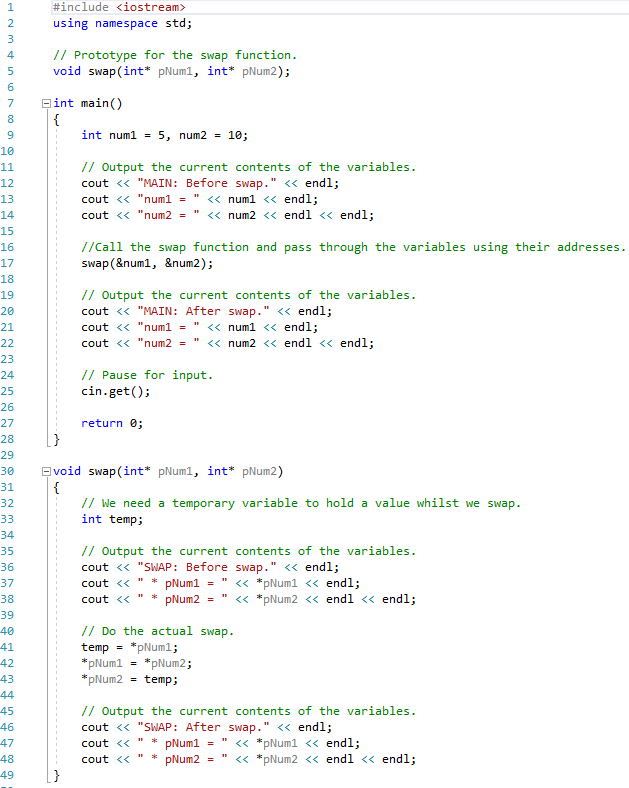 1 #include <iostream>
2 using namespace std;
3
4 // Prototype for the swap function.
5 void swap(int* pNum1, int* pNum2);
6
7 int main()
8 {
9 int num1 = 5, num2 = 10;
10
11 // Output the current contents of the variables.
12 cout << "MAIN: Before swap." << endl;
13 cout << "num1 = " << num1 << endl;
14 cout << "num2 = " << num2 << endl << endl;
15
16 //Call the swap function and pass through the variables using their addresses.
17 swap(&num1, &num2);
18
19 // Output the current contents of the variables.
20 cout << "MAIN: After swap." << endl;
21 cout << "num1 = " << num1 << endl;
22 cout << "num2 = " << num2 << endl << endl;
23
24 // Pause for input.
25 cin.get();
26
27 return 0;
28 }
29
30 void swap(int* pNum1, int* pNum2)
31 {
32 // We need a temporary variable to hold a value whilst we swap.
33 int temp;
34
35 // Output the current contents of the variables.
36 cout << "SWAP: Before swap." << endl;
37 cout << " * pNum1 = " << *pNum1 << endl;
38 cout << " * pNum2 = " << *pNum2 << endl << endl;
39
40 // Do the actual swap.
41 temp = *pNum1;
42 *pNum1 = *pNum2;
43 *pNum2 = temp;
44
45 // Output the current contents of the variables.
46 cout << "SWAP: After swap." << endl;
47 cout << " * pNum1 = " << *pNum1 << endl;
48 cout << " * pNum2 = " << *pNum2 << endl << endl;
49 }